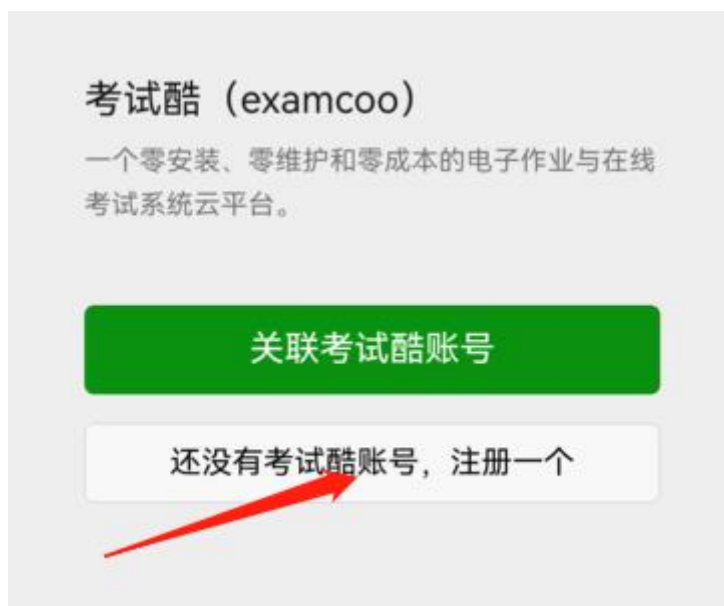 考试酷（examcoo）
一个零安装、零维护和零成本的电子作业与在线
考试系统云平台。
关联考试酷账号
还没有考试酷账号，注册一个